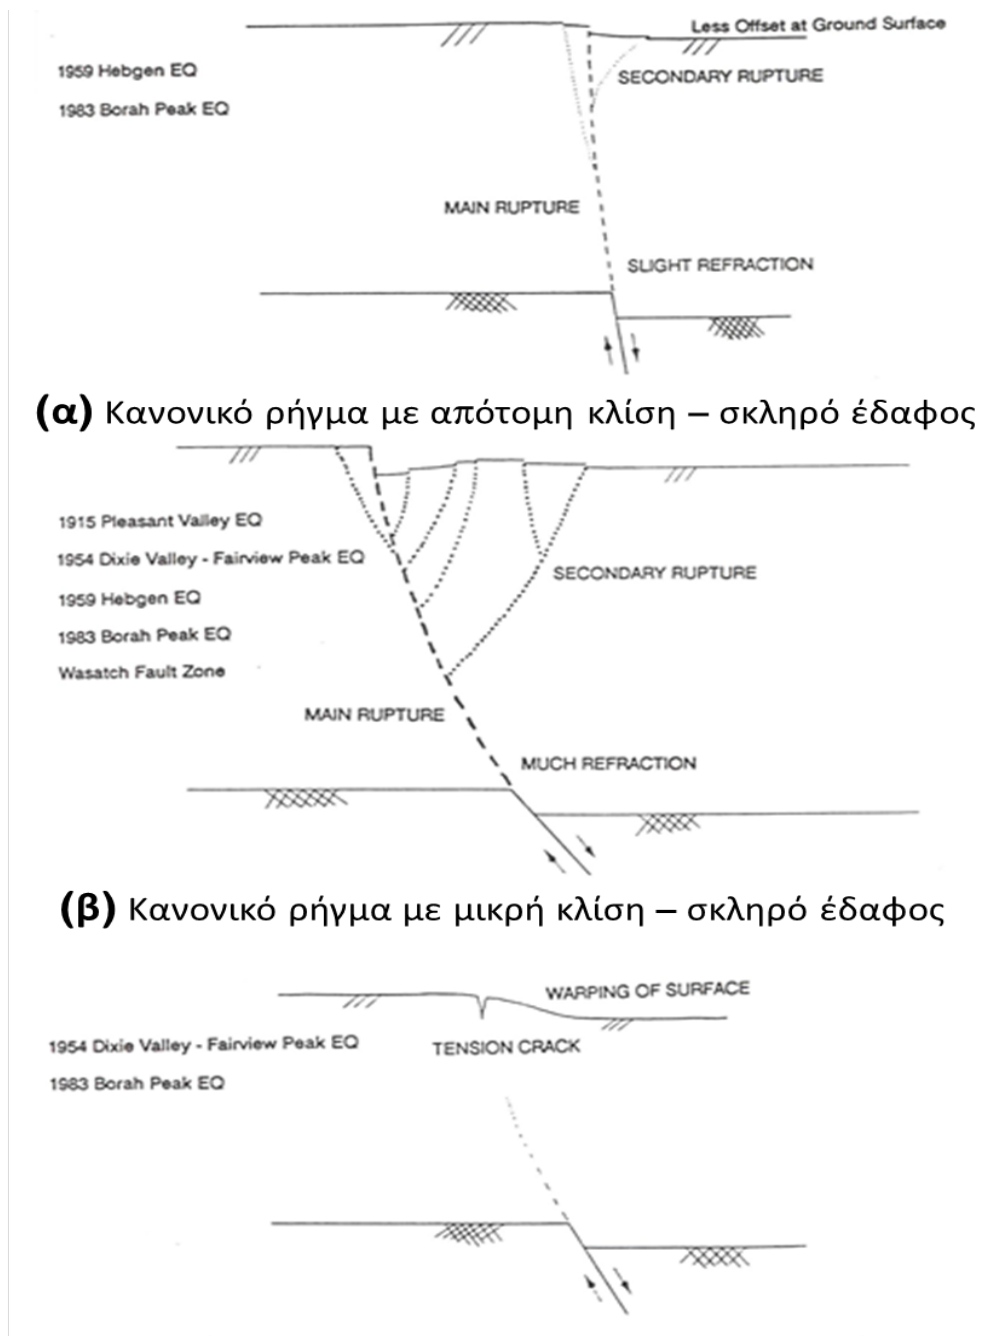 Less Offset at Ground Surface
1959 Hebgen EQ
SECONDARY RUPTURE
1983 Borah Peak EQ
MAIN RUPTURE
SLIGHT REFRACTION
(α) Κανονικό ρήγμα με απότομη κλίση – σκληρό έδαφος
1915 Pleasant Valley EQ
1954 Dixie Valley - Fairview Peak EQ
SECONDARY RUPTURE
1959 Hebgen EQ
1983 Borah Peak EQ
Wasatch Fault Zone
MAIN RUPTURE
MUCH REFRACTION
(β) Κανονικό ρήγμα με μικρή κλίση – σκληρό έδαφος
WARPING OF SURFACE
1954 Dixie Valley - Fairview Peak EQ
TENSION CRACK
1983 Borah Peak EQ